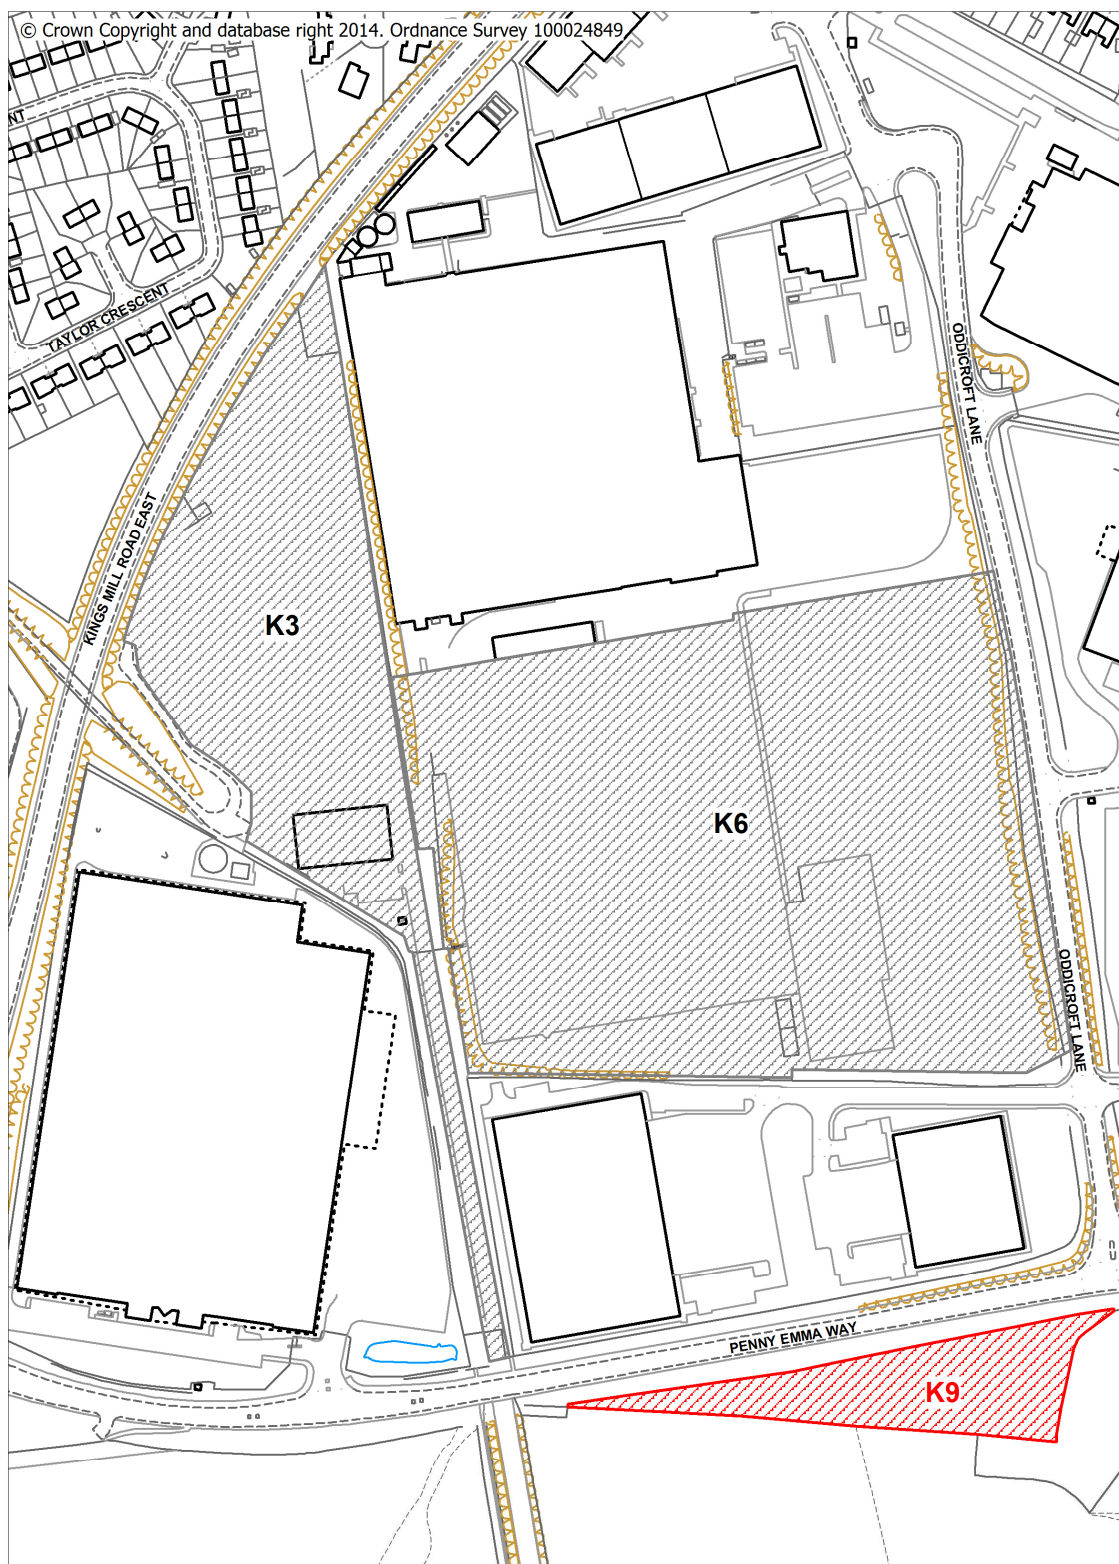 © Crown Copyright and database right 2014. Ordnance Survey 100024849
NT
TAYLOR CRESCENT
ODDICROFT LANE
KINGS MILL ROAD EAST
K3
K6
ODDICROFT LANE
PENNY EMMA WAY
K9